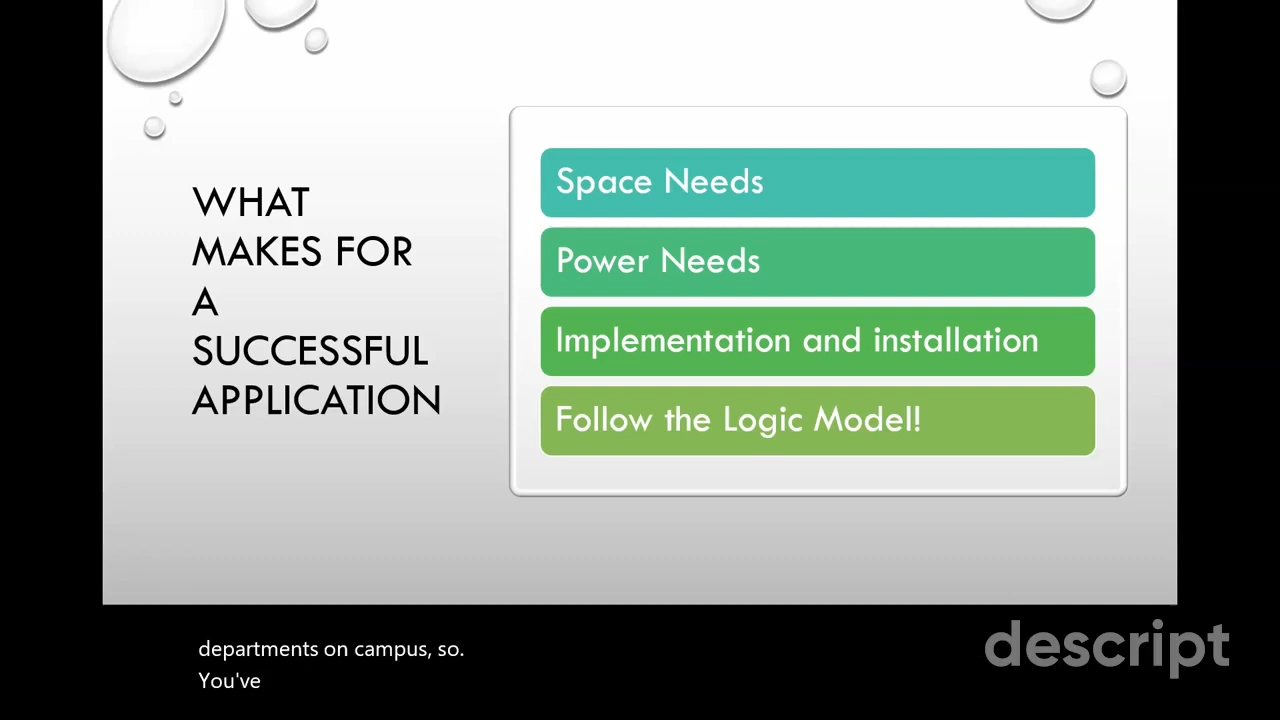 WHAT
MAKES FOR
A
SUCCESSFUL
APPLICATION
Space Needs
Power Needs
Implementation and installation
Follow the Logic Model!
departments on campus, so.
You've
descript